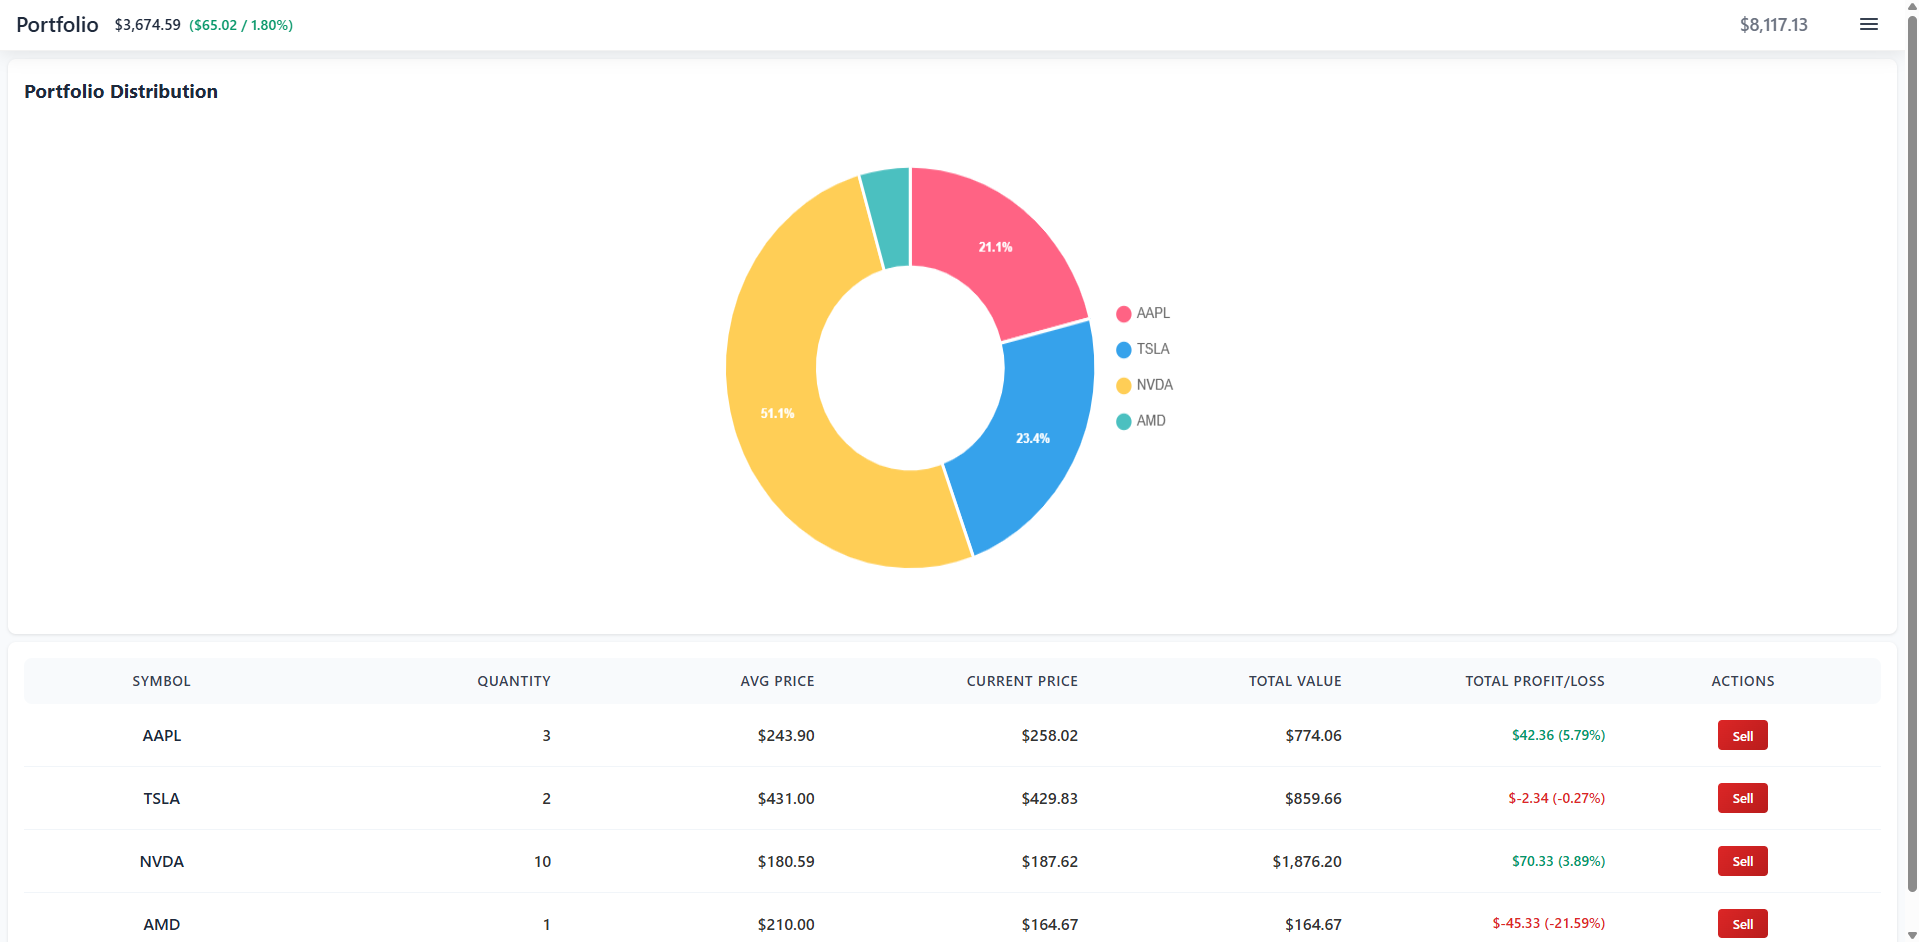 Portfolio $3,674.59 ($65.02 / 1.80%) $8,117.13
Portfolio Distribution
21.1%
AAPL
TSLA
NVDA
51.1%
AMD
23.4%
SYMBOL QUANTITY AVG PRICE CURRENT PRICE TOTAL VALUE TOTAL PROFIT/LOSS ACTIONS
AAPL 3 $243.90 $258.02 $774.06 $42.36 (5.79%) Sell
TSLA 2 $431.00 $429.83 $859.66 $-2.34 (-0.27%) Sell
NVDA 10 $180.59 $187.62 $1,876.20 $70.33 (3.89%) Sell
AMD 1 $210.00 $164.67 $164.67 $-45.33 (-21.59%) Sell